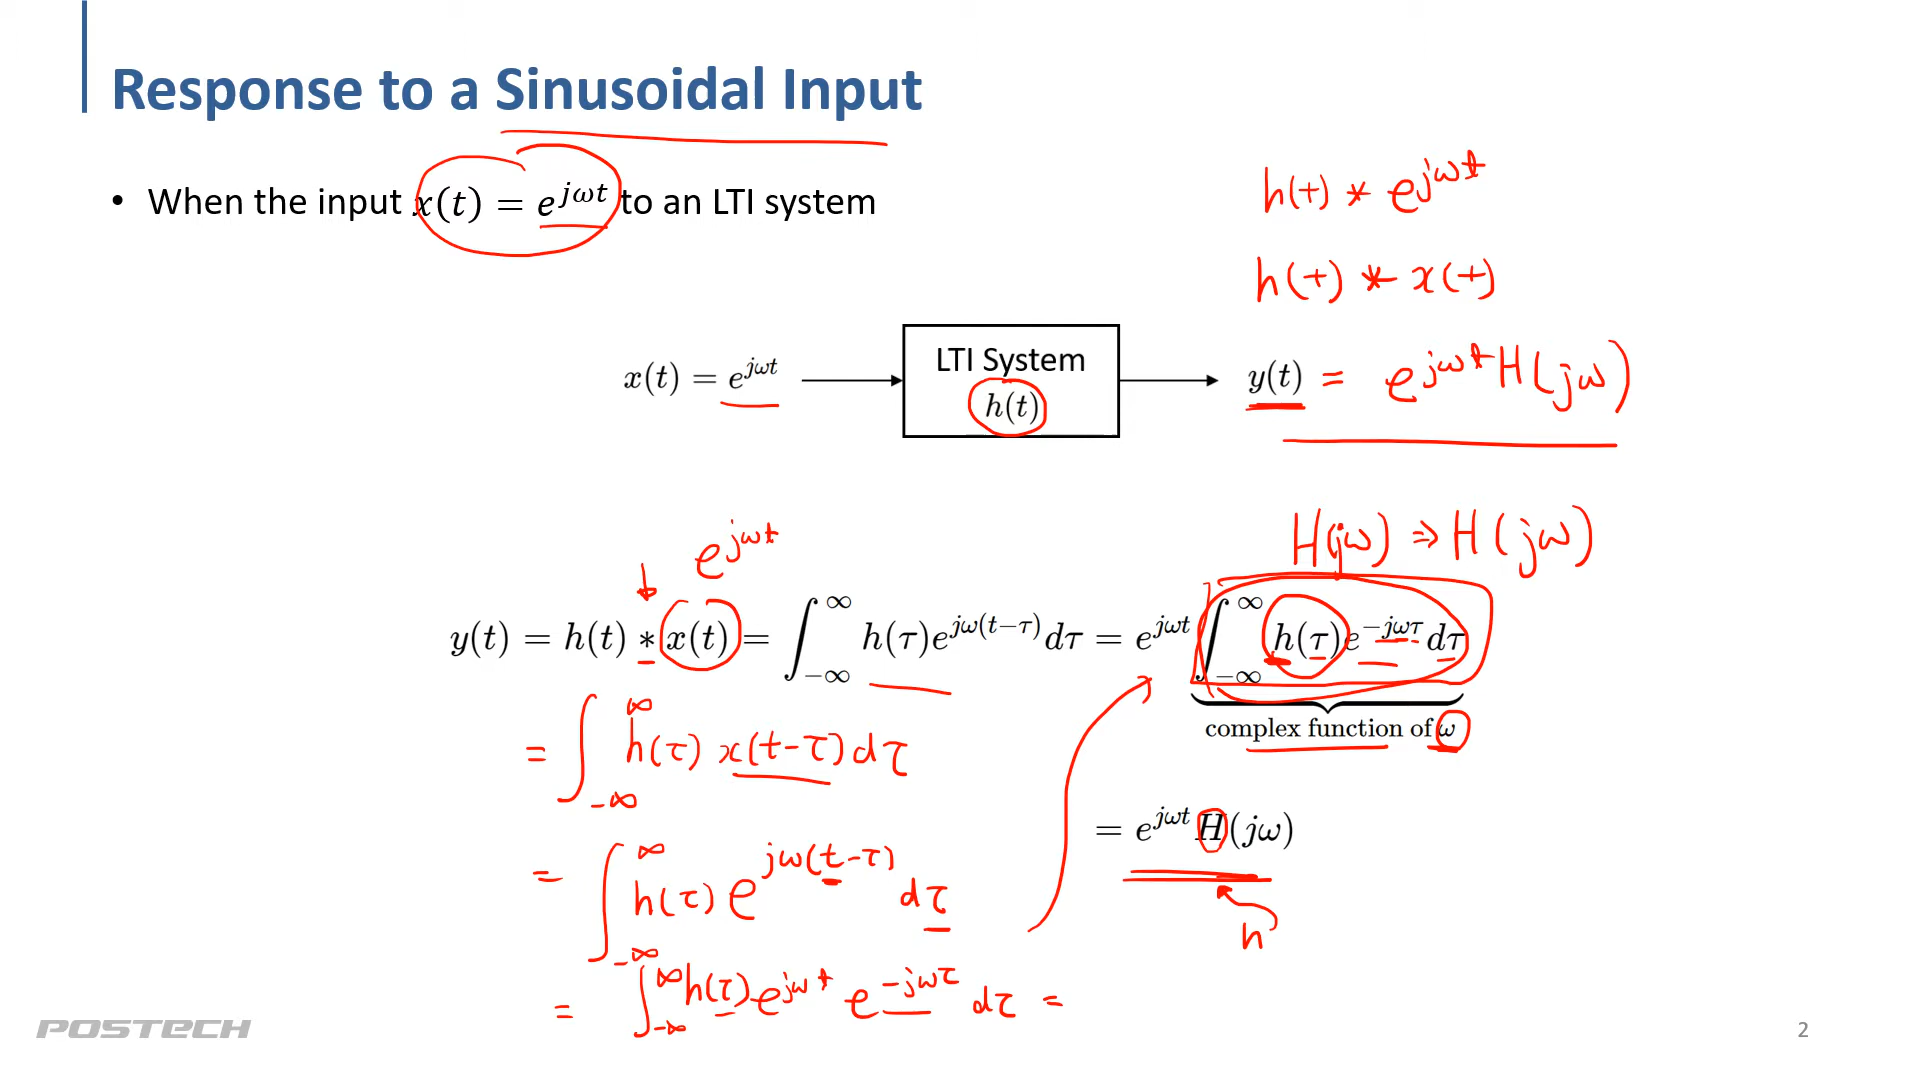 Response to a Sinusoidal Input
• When the input x(t) = e^{jωt} to an LTI system
h(t) * e^{jωt}
h(t) * x(t)
x(t) = e^{jωt}
LTI System
h(t)
y(t) = e^{jωt} H(jω)
e^{jωt}
H(jω) ⇒ H(jω)
y(t) = h(t) * x(t) = ∫_{-∞}^{∞} h(τ)e^{jω(t−τ)}dτ = e^{jωt} ∫_{-∞}^{∞} h(τ)e^{−jωτ}dτ
complex function of ω
= ∫_{-∞}^{∞} h(τ) x(t-τ) dτ
= e^{jωt} H(jω)
= ∫_{-∞}^{∞} h(τ) e^{jω(t-τ)} dτ
h
= ∫_{-∞}^{∞} h(τ) e^{jωt} e^{-jωτ} dτ =
POSTECH
2